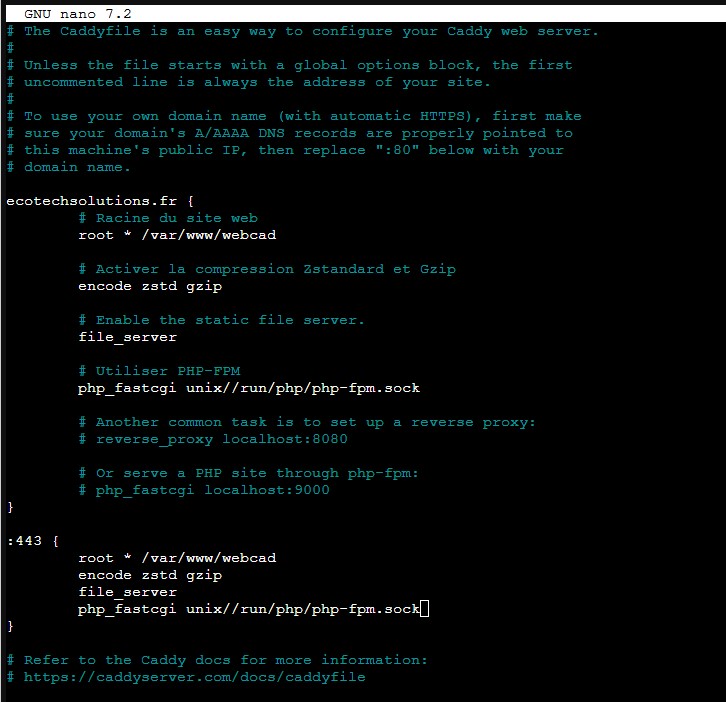 GNU nano 7.2
# The Caddyfile is an easy way to configure your Caddy web server.
#
# Unless the file starts with a global options block, the first
# uncommented line is always the address of your site.
#
# To use your own domain name (with automatic HTTPS), first make
# sure your domain's A/AAAA DNS records are properly pointed to
# this machine's public IP, then replace ":80" below with your
# domain name.

ecotechsolutions.fr {
        # Racine du site web
        root * /var/www/webcad

        # Activer la compression Zstandard et Gzip
        encode zstd gzip

        # Enable the static file server.
        file_server

        # Utiliser PHP-FPM
        php_fastcgi unix//run/php/php-fpm.sock

        # Another common task is to set up a reverse proxy:
        # reverse_proxy localhost:8080

        # Or serve a PHP site through php-fpm:
        # php_fastcgi localhost:9000
}

:443 {
        root * /var/www/webcad
        encode zstd gzip
        file_server
        php_fastcgi unix//run/php/php-fpm.sock
}

# Refer to the Caddy docs for more information:
# https://caddyserver.com/docs/caddyfile